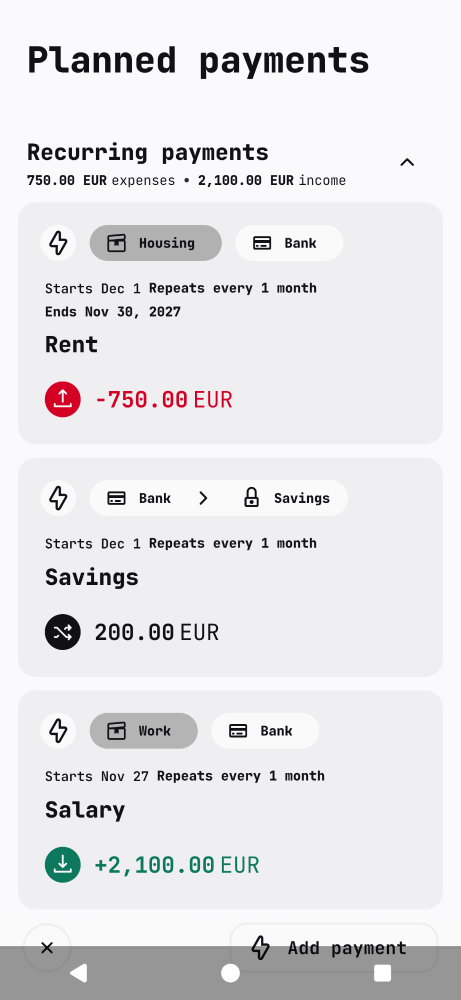 Planned payments
Recurring payments
750.00 EUR expenses • 2,100.00 EUR income
Housing Bank
Starts Dec 1 Repeats every 1 month
Ends Nov 30, 2027
Rent
-750.00 EUR
Bank > Savings
Starts Dec 1 Repeats every 1 month
Savings
200.00 EUR
Work Bank
Starts Nov 27 Repeats every 1 month
Salary
+2,100.00 EUR
Add payment